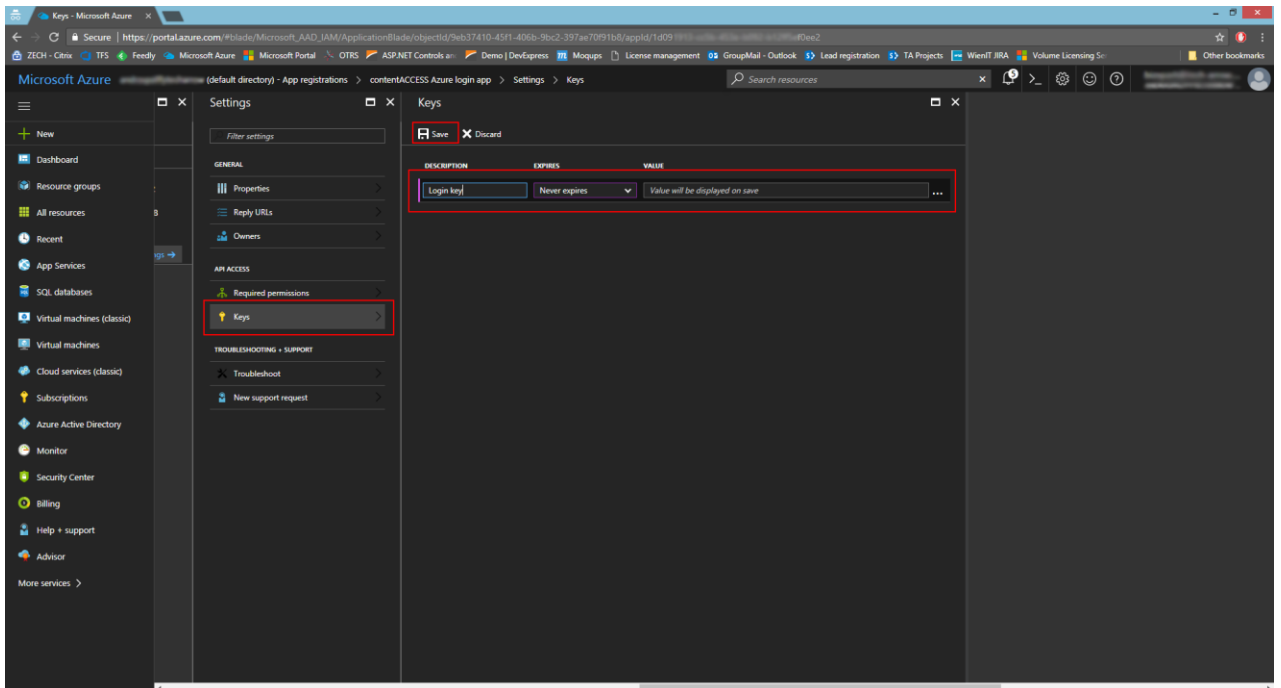 Keys - Microsoft Azure
Secure | https://portal.azure.com/#blade/Microsoft_AAD_IAM/ApplicationBlade/objectId/9eb37410-45f1-406b-9bc2-397ae70f91b8/appId/1d091
0ee2
ZECH - Citrix TFS Feedly Microsoft Azure Microsoft Portal OTRS ASP.NET Controls an Demo | DevExpress Moqups License management GroupMail - Outlook Lead registration TA Projects WienIT JIRA Volume Licensing Se Other bookmarks
Microsoft Azure (default directory) - App registrations > contentACCESS Azure login app > Settings > Keys Search resources 5
Settings Keys
New
Filter settings
Save Discard
Dashboard
GENERAL
DESCRIPTION EXPIRES VALUE
Resource groups
Properties
Login key Never expires Value will be displayed on save ...
All resources
Reply URLs
Recent
Owners
App Services
API ACCESS
SQL databases
Required permissions
Virtual machines (classic)
Keys
Virtual machines
TROUBLESHOOTING + SUPPORT
Cloud services (classic)
Troubleshoot
Subscriptions
New support request
Azure Active Directory
Monitor
Security Center
Billing
Help + support
Advisor
More services >